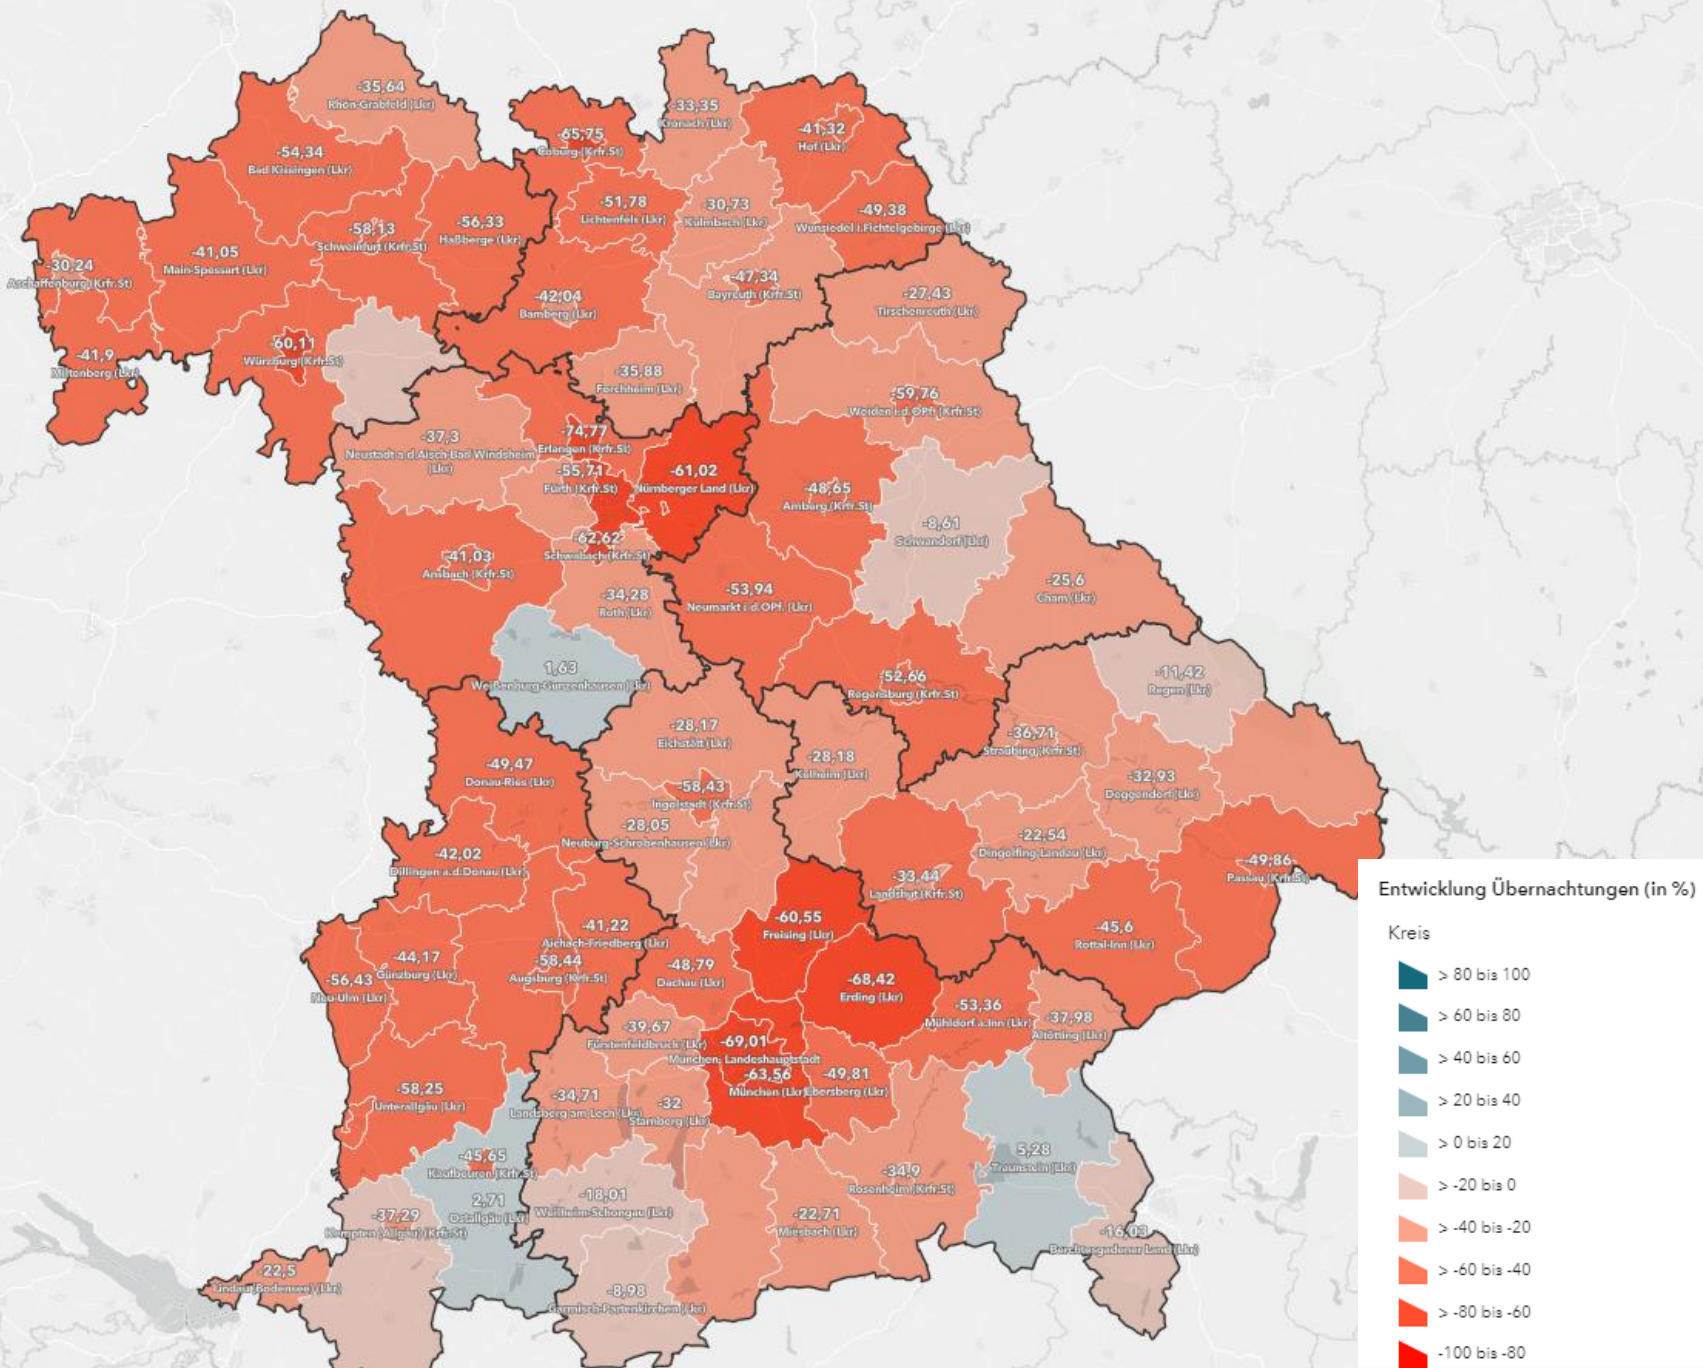 -35,64
Rhön-Grabfeld (Lkr)
-33,35
Kronach (Lkr)
-65,75
Coburg (Krfr.St)
-41,32
Hof (Lkr)
-54,34
Bad Kissingen (Lkr)
-51,78
Lichtenfels (Lkr)
-30,73
Kulmbach (Lkr)
-49,38
Wunsiedel i.Fichtelgebirge (Lkr)
-58,13
Schweinfurt (Krfr.St)
-56,33
Haßberge (Lkr)
-41,05
Main-Spessart (Lkr)
-30,24
Aschaffenburg (Krfr.St)
-47,34
Bayreuth (Krfr.St)
-42,04
Bamberg (Lkr)
-27,43
Tirschenreuth (Lkr)
-60,11
Würzburg (Krfr.St)
-41,9
Miltenberg (Lkr)
-35,88
Forchheim (Lkr)
-59,76
Weiden i.d.OPf. (Krfr.St)
-37,3
Neustadt a.d.Aisch-Bad Windsheim
(Lkr)
-74,77
Erlangen (Krfr.St)
-55,71
Fürth (Krfr.St)
-61,02
Nürnberger Land (Lkr)
-48,65
Amberg (Krfr.St)
-8,61
Schwandorf (Lkr)
-62,62
Schwabach (Krfr.St)
-41,03
Ansbach (Krfr.St)
-34,28
Roth (Lkr)
-53,94
Neumarkt i.d.OPf. (Lkr)
-25,6
Cham (Lkr)
1,63
Weißenburg-Gunzenhausen (Lkr)
-52,66
Regensburg (Krfr.St)
-11,42
Regen (Lkr)
-28,17
Eichstätt (Lkr)
-36,71
Straubing (Krfr.St)
-49,47
Donau-Ries (Lkr)
-28,18
Kelheim (Lkr)
-32,93
Deggendorf (Lkr)
-58,43
Ingolstadt (Krfr.St)
-28,05
Neuburg-Schrobenhausen (Lkr)
-22,54
Dingolfing-Landau (Lkr)
-42,02
Dillingen a.d.Donau (Lkr)
-33,44
Landshut (Krfr.St)
-49,86
Passau (Krfr.St)
-60,55
Freising (Lkr)
-45,6
Rottal-Inn (Lkr)
-41,22
Aichach-Friedberg (Lkr)
-44,17
Günzburg (Lkr)
-58,44
Augsburg (Krfr.St)
-56,43
Neu-Ulm (Lkr)
-48,79
Dachau (Lkr)
-68,42
Erding (Lkr)
-53,36
Mühldorf a.Inn (Lkr)
-37,98
Altötting (Lkr)
-39,67
Fürstenfeldbruck (Lkr)
-69,01
München, Landeshauptstadt
-63,56
München (Lkr)
-49,81
Ebersberg (Lkr)
-58,25
Unterallgäu (Lkr)
-34,71
Landsberg am Lech (Lkr)
-32
Starnberg (Lkr)
5,28
Traunstein (Lkr)
-45,65
Kaufbeuren (Krfr.St)
-34,9
Rosenheim (Krfr.St)
2,71
Ostallgäu (Lkr)
-18,01
Weilheim-Schongau (Lkr)
-37,29
Kempten (Allgäu) (Krfr.St)
-22,71
Miesbach (Lkr)
-16,03
Berchtesgadener Land (Lkr)
-22,5
Lindau (Bodensee) (Lkr)
-8,98
Garmisch-Partenkirchen (Lkr)
Entwicklung Übernachtungen (in %)
Kreis
> 80 bis 100
> 60 bis 80
> 40 bis 60
> 20 bis 40
> 0 bis 20
> -20 bis 0
> -40 bis -20
> -60 bis -40
> -80 bis -60
-100 bis -80